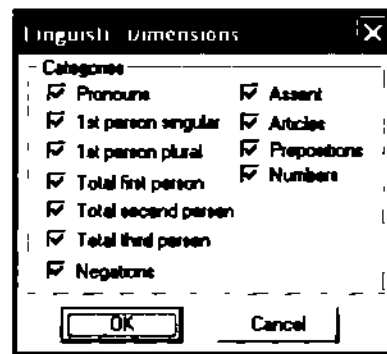 Linguistic Dimensions
Categories
Pronouns
1st person singular
1st person plural
Total first person
Total second person
Total third person
Negations
Assent
Articles
Prepositions
Numbers
OK
Cancel